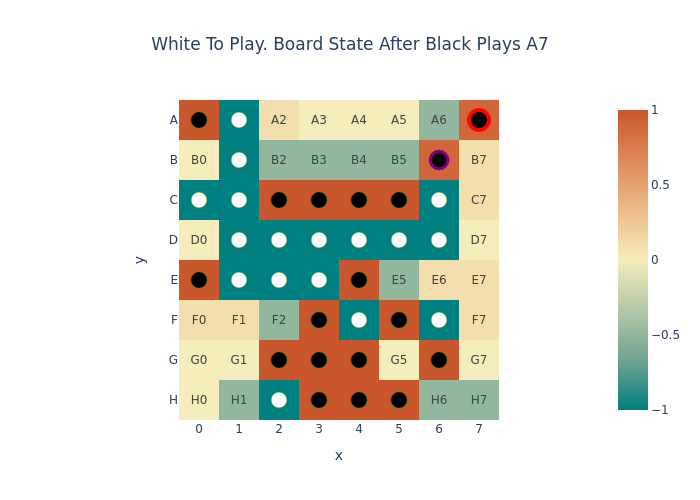 White To Play. Board State After Black Plays A7
A A2 A3 A4 A5 A6 1
B B0 B2 B3 B4 B5 B7
C C7 0.5
D D0 D7
y 0
E E5 E6 E7
F F0 F1 F2 F7 −0.5
G G0 G1 G5 G7
H H0 H1 H6 H7 −1
0 1 2 3 4 5 6 7
x